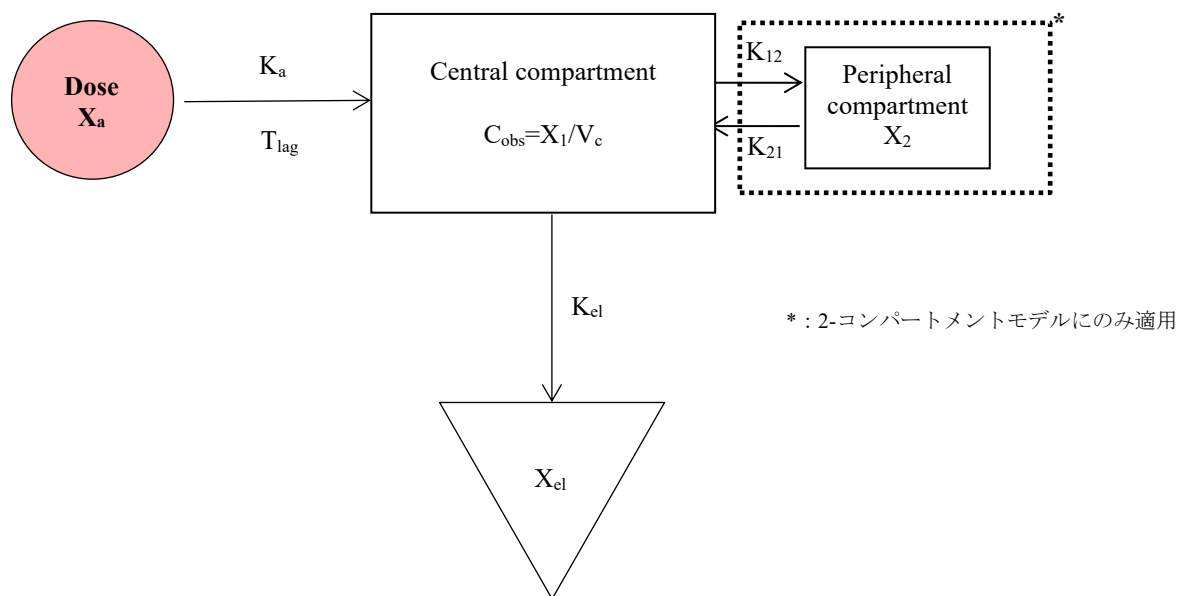 Dose
Xₐ
Kₐ
Tlag
Central compartment
Cobs=X₁/Vc
*
K₁₂
K₂₁
Peripheral
compartment
X₂
Kel
*：2-コンパートメントモデルにのみ適用
Xel